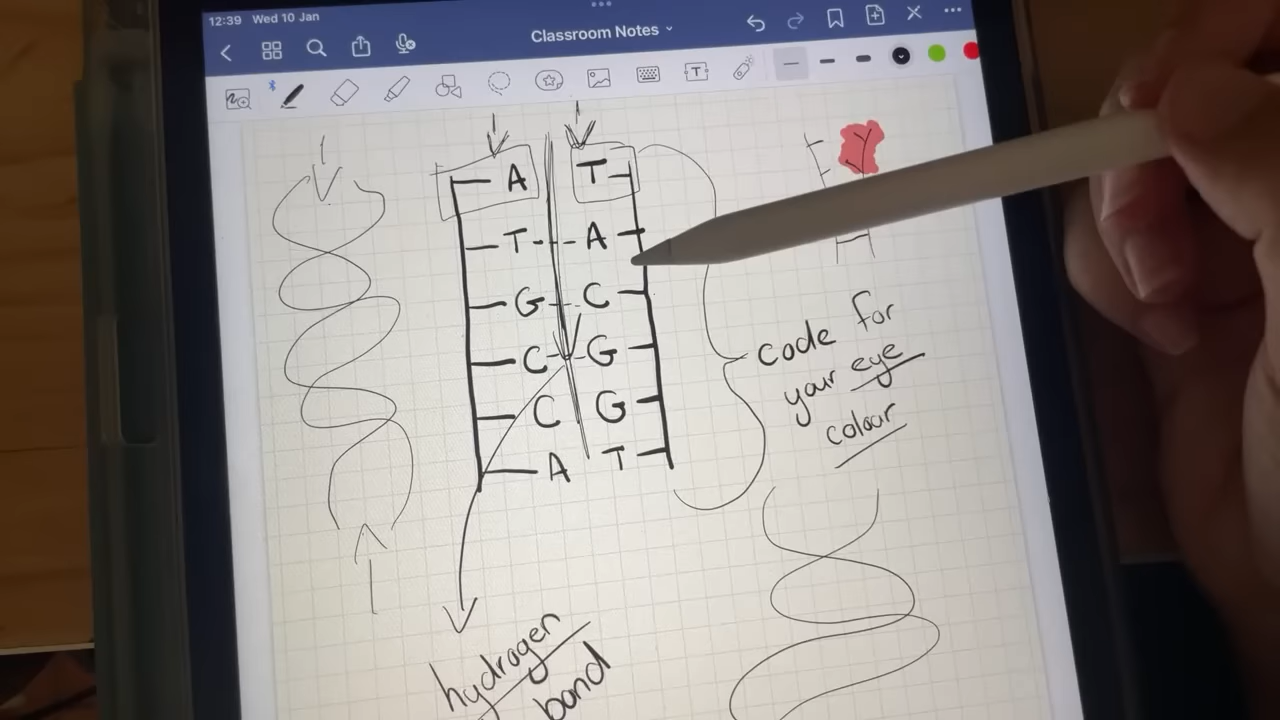 12:39 Wed 10 Jan
Classroom Notes
A T
T A
G C
C G
C G
A T
code for
your eye
colour
hydrogen
bond